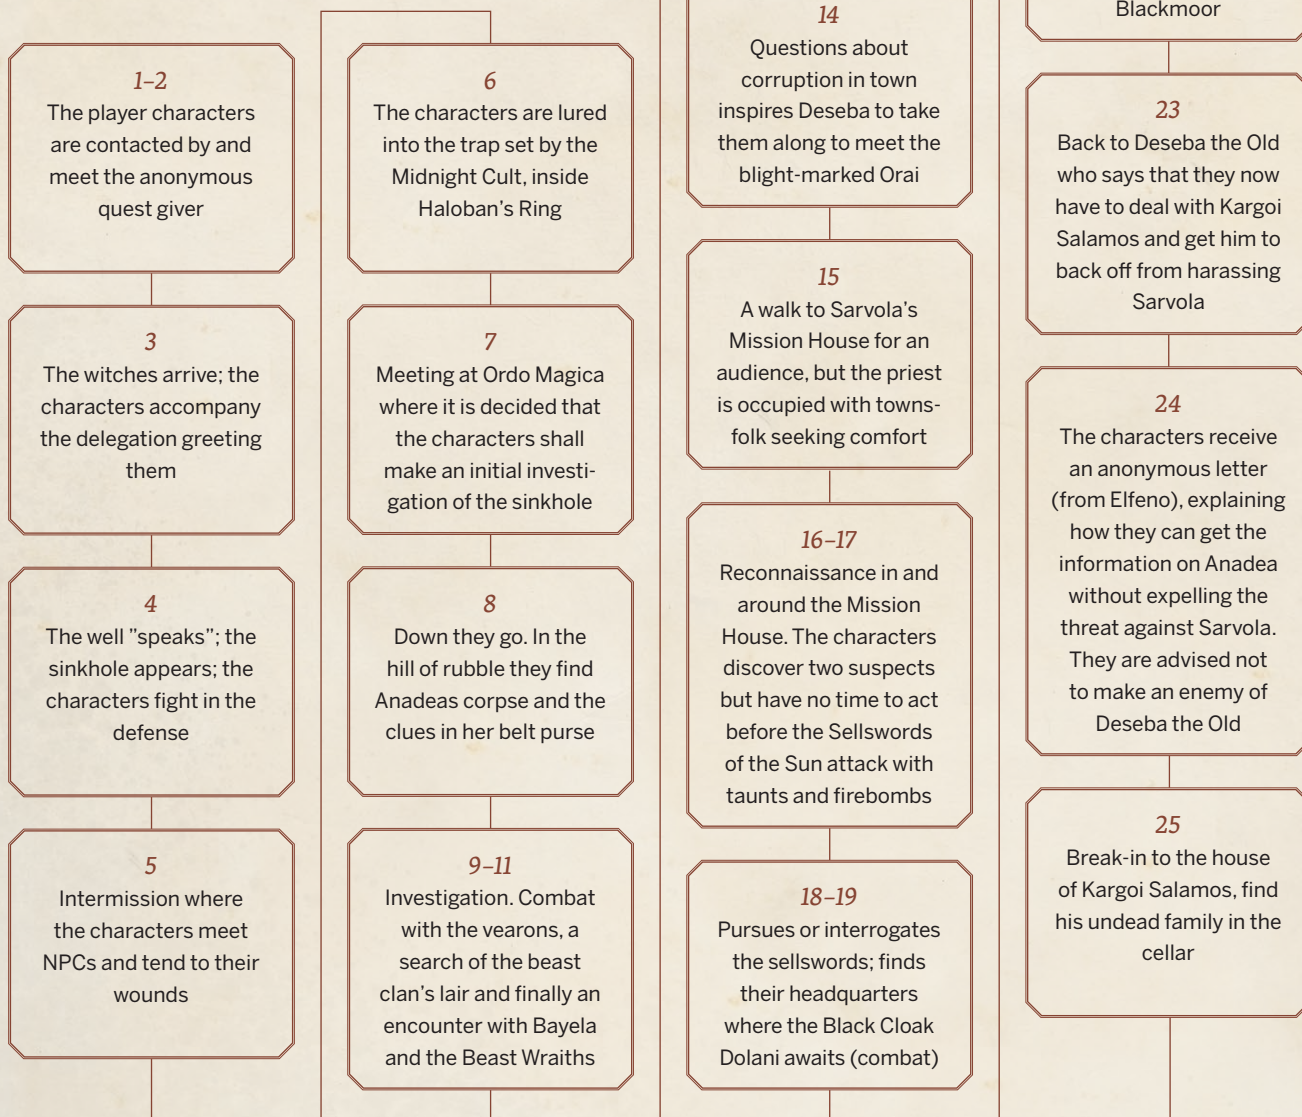 1–2
The player characters
are contacted by and
meet the anonymous
quest giver
3
The witches arrive; the
characters accompany
the delegation greeting
them
4
The well ”speaks”; the
sinkhole appears; the
characters fight in the
defense
5
Intermission where
the characters meet
NPCs and tend to their
wounds
6
The characters are lured
into the trap set by the
Midnight Cult, inside
Haloban’s Ring
7
Meeting at Ordo Magica
where it is decided that
the characters shall
make an initial investi-
gation of the sinkhole
8
Down they go. In the
hill of rubble they find
Anadeas corpse and the
clues in her belt purse
9–11
Investigation. Combat
with the vearons, a
search of the beast
clan’s lair and finally an
encounter with Bayela
and the Beast Wraiths
14
Questions about
corruption in town
inspires Deseba to take
them along to meet the
blight-marked Orai
15
A walk to Sarvola’s
Mission House for an
audience, but the priest
is occupied with towns-
folk seeking comfort
16–17
Reconnaissance in and
around the Mission
House. The characters
discover two suspects
but have no time to act
before the Sellswords
of the Sun attack with
taunts and firebombs
18–19
Pursues or interrogates
the sellswords; finds
their headquarters
where the Black Cloak
Dolani awaits (combat)
Blackmoor
23
Back to Deseba the Old
who says that they now
have to deal with Kargoi
Salamos and get him to
back off from harassing
Sarvola
24
The characters receive
an anonymous letter
(from Elfeno), explaining
how they can get the
information on Anadea
without expelling the
threat against Sarvola.
They are advised not
to make an enemy of
Deseba the Old
25
Break-in to the house
of Kargoi Salamos, find
his undead family in the
cellar